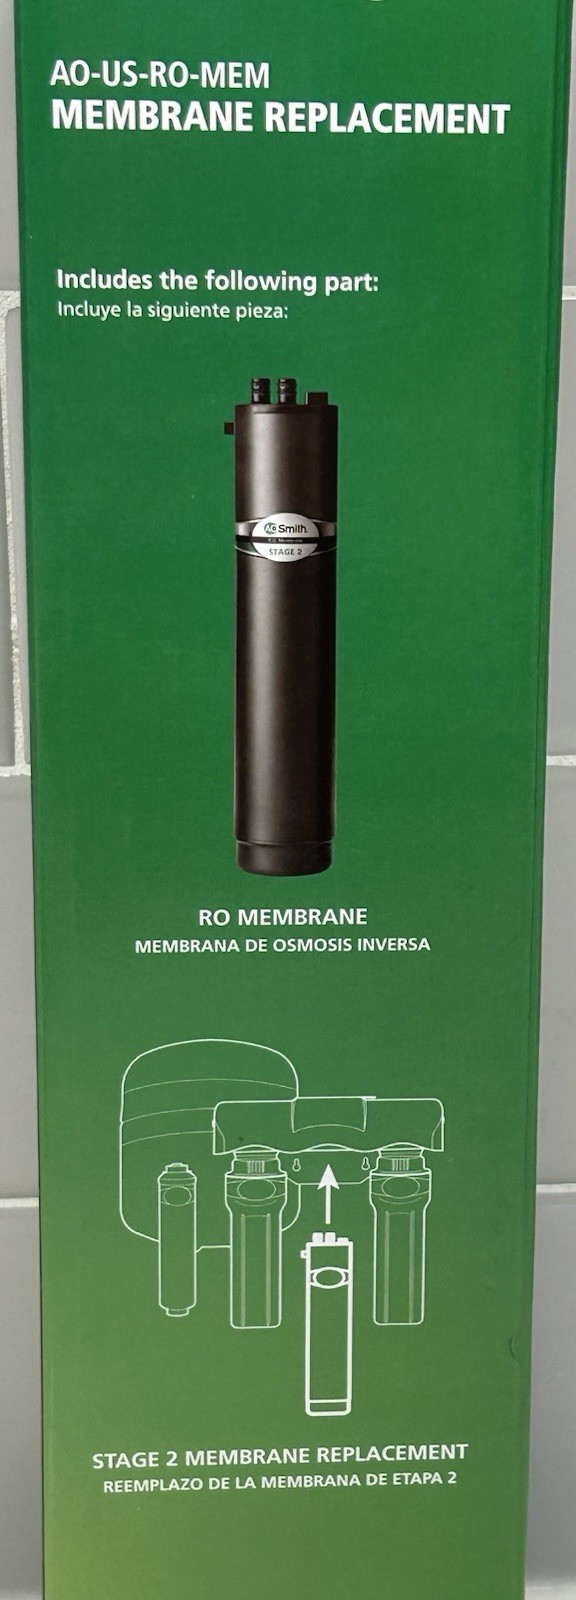 AO-US-RO-MEM
MEMBRANE REPLACEMENT
Includes the following part:
Incluye la siguiente pieza:
AO Smith.
STAGE 2
RO MEMBRANE
MEMBRANA DE OSMOSIS INVERSA
STAGE 2 MEMBRANE REPLACEMENT
REEMPLAZO DE LA MEMBRANA DE ETAPA 2